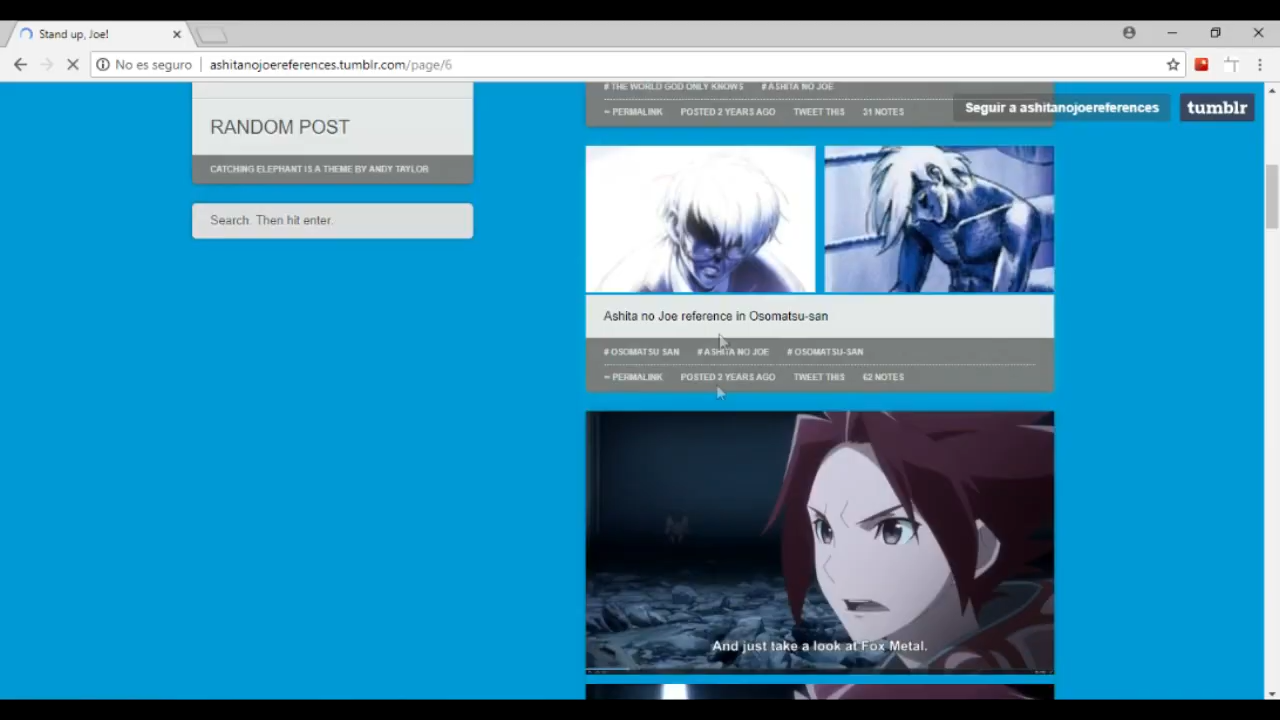 Stand up, Joe!
No es seguro
ashitanojoereferences.tumblr.com/page/6
RANDOM POST
CATCHING ELEPHANT IS A THEME BY ANDY TAYLOR
Search. Then hit enter.
# THE WORLD GOD ONLY KNOWS # ASHITA NO JOE
∞ PERMALINK POSTED 2 YEARS AGO TWEET THIS 31 NOTES
Seguir a ashitanojoereferences
tumblr
Ashita no Joe reference in Osomatsu-san
# OSOMATSU SAN # ASHITA NO JOE # OSOMATSU-SAN
∞ PERMALINK POSTED 2 YEARS AGO TWEET THIS 62 NOTES
And just take a look at Fox Metal.